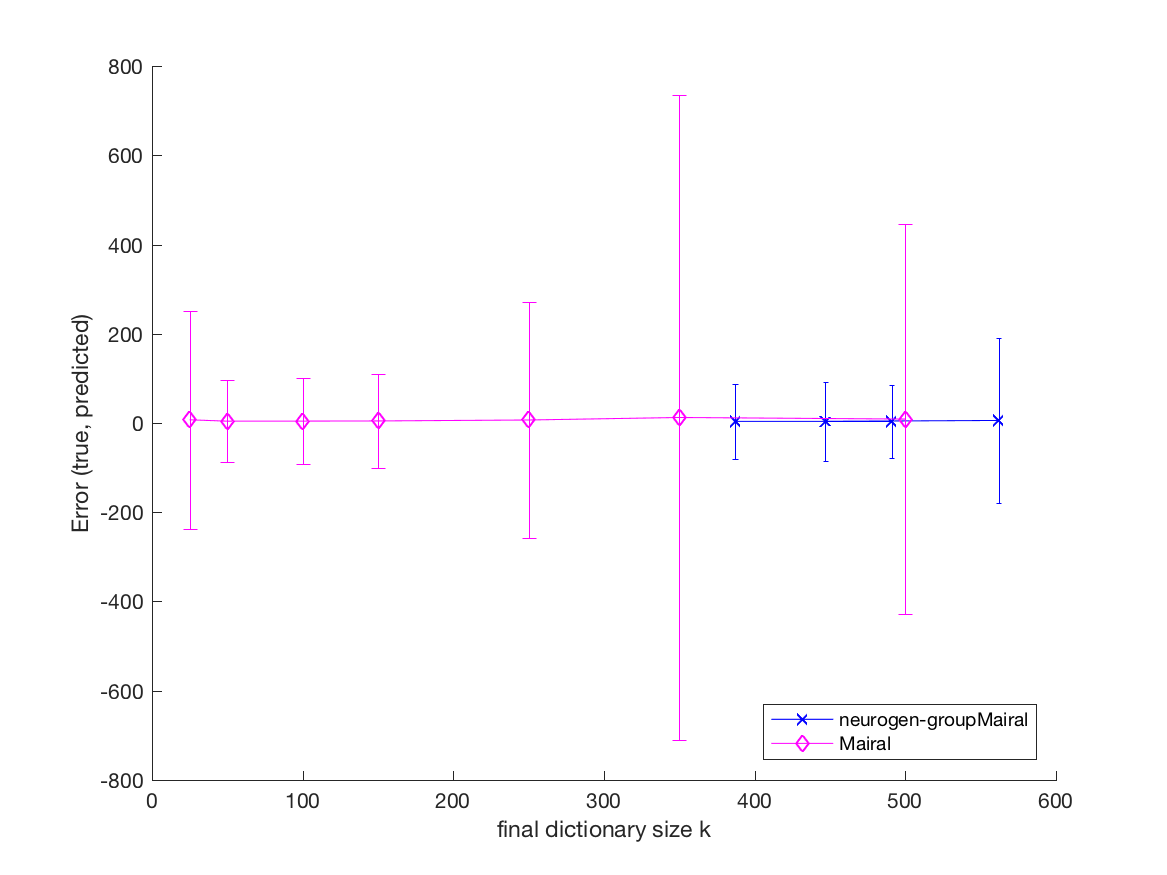 800
600
400
200
0
-200
-400
-600
-800
Error (true, predicted)
0 100 200 300 400 500 600
final dictionary size k
neurogen-groupMairal
Mairal